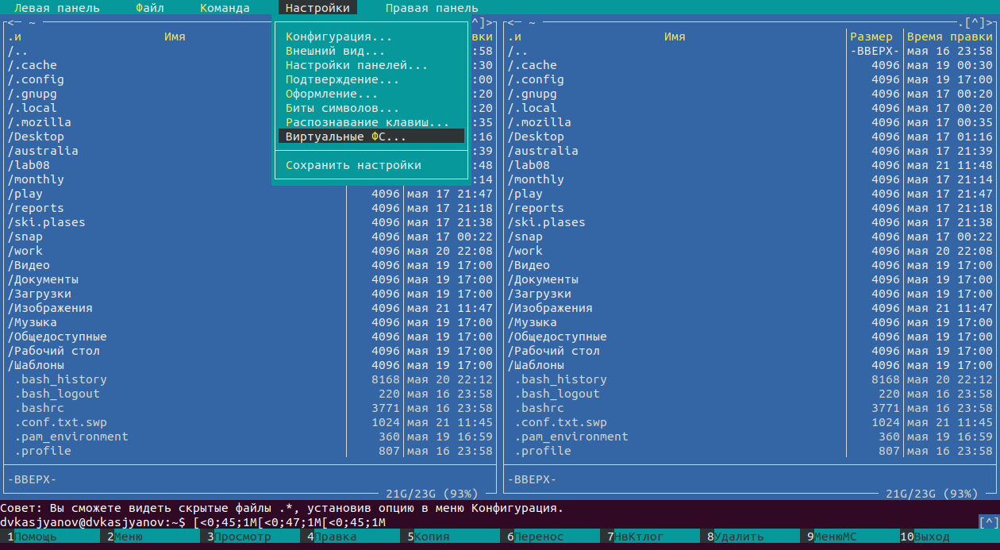 Левая панель Файл Команда Настройки Правая панель
<─ ~ ^]>┐ ┌<─ ~ .[^]>
.и Имя вки .и Имя Размер Время правки
/.. Конфигурация... :58 /.. -ВВЕРХ- мая 16 23:58
/.cache Внешний вид... :30 /.cache 4096 мая 19 00:30
/.config Настройки панелей... :00 /.config 4096 мая 19 17:00
/.gnupg Подтверждение... :20 /.gnupg 4096 мая 17 00:20
/.local Оформление... :20 /.local 4096 мая 17 00:20
/.mozilla Биты символов... :35 /.mozilla 4096 мая 17 00:35
/Desktop Распознавание клавиш... :16 /Desktop 4096 мая 17 01:16
/australia Виртуальные ФС... :39 /australia 4096 мая 17 21:39
/lab08 Сохранить настройки :48 /lab08 4096 мая 21 11:48
/monthly :14 /monthly 4096 мая 17 21:14
/play 4096 мая 17 21:47 /play 4096 мая 17 21:47
/reports 4096 мая 17 21:18 /reports 4096 мая 17 21:18
/ski.plases 4096 мая 17 21:38 /ski.plases 4096 мая 17 21:38
/snap 4096 мая 17 00:22 /snap 4096 мая 17 00:22
/work 4096 мая 20 22:08 /work 4096 мая 20 22:08
/Видео 4096 мая 19 17:00 /Видео 4096 мая 19 17:00
/Документы 4096 мая 19 17:00 /Документы 4096 мая 19 17:00
/Загрузки 4096 мая 19 17:00 /Загрузки 4096 мая 19 17:00
/Изображения 4096 мая 21 11:47 /Изображения 4096 мая 21 11:47
/Музыка 4096 мая 19 17:00 /Музыка 4096 мая 19 17:00
/Общедоступные 4096 мая 19 17:00 /Общедоступные 4096 мая 19 17:00
/Рабочий стол 4096 мая 19 17:00 /Рабочий стол 4096 мая 19 17:00
/Шаблоны 4096 мая 19 17:00 /Шаблоны 4096 мая 19 17:00
.bash_history 8168 мая 20 22:12 .bash_history 8168 мая 20 22:12
.bash_logout 220 мая 16 23:58 .bash_logout 220 мая 16 23:58
.bashrc 3771 мая 16 23:58 .bashrc 3771 мая 16 23:58
.conf.txt.swp 1024 мая 21 11:45 .conf.txt.swp 1024 мая 21 11:45
.pam_environment 360 мая 19 16:59 .pam_environment 360 мая 19 16:59
.profile 807 мая 16 23:58 .profile 807 мая 16 23:58
-ВВЕРХ- -ВВЕРХ-
21G/23G (93%) 21G/23G (93%)
Совет: Вы сможете видеть скрытые файлы .*, установив опцию в меню Конфигурация.
dvkasjyanov@dvkasjyanov:~$ [<0;45;1M[<0;47;1M[<0;45;1M [^]
1Помощь 2Меню 3Просмотр 4Правка 5Копия 6Перенос 7НвКтлог 8Удалить 9МенюМС 10Выход